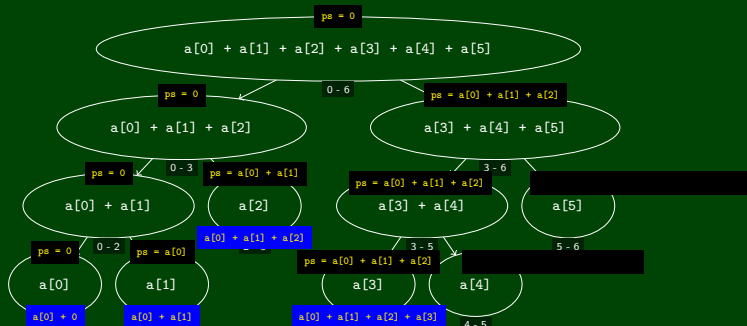 ps = 0
a[0] + a[1] + a[2] + a[3] + a[4] + a[5]
0 - 6
ps = 0
ps = a[0] + a[1] + a[2]
a[0] + a[1] + a[2]
a[3] + a[4] + a[5]
0 - 3
3 - 6
ps = 0
ps = a[0] + a[1]
ps = a[0] + a[1] + a[2]
a[0] + a[1]
a[2]
a[3] + a[4]
a[5]
a[0] + a[1] + a[2]
0 - 2
3 - 5
5 - 6
ps = 0
ps = a[0]
ps = a[0] + a[1] + a[2]
a[0]
a[1]
a[3]
a[4]
a[0] + 0
a[0] + a[1]
a[0] + a[1] + a[2] + a[3]
4 - 5